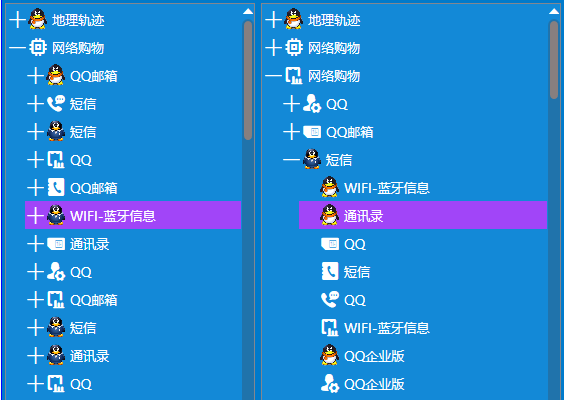 地理轨迹
网络购物
QQ邮箱
短信
短信
QQ
QQ邮箱
WIFI-蓝牙信息
通讯录
QQ
QQ邮箱
短信
通讯录
QQ
地理轨迹
网络购物
网络购物
QQ
QQ邮箱
短信
WIFI-蓝牙信息
通讯录
QQ
短信
QQ
WIFI-蓝牙信息
QQ企业版
QQ企业版